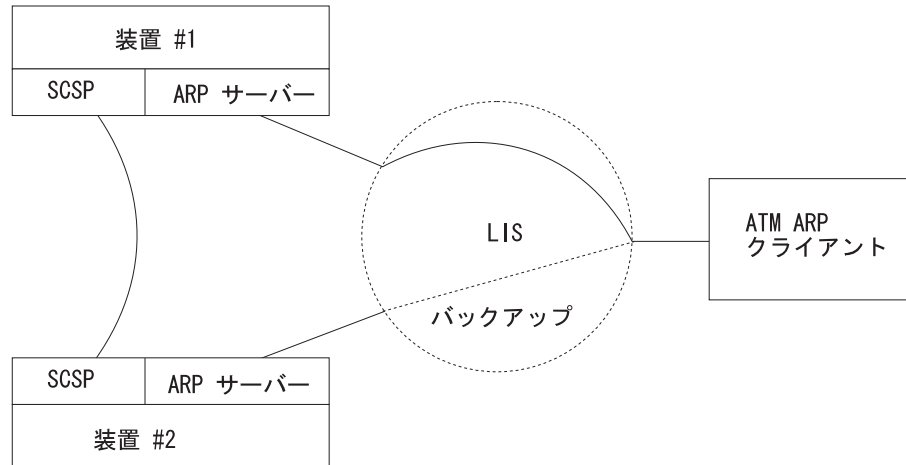 装置 #1
SCSP
ARP サーバー
LIS
ATM ARP
クライアント
バックアップ
SCSP
ARP サーバー
装置 #2